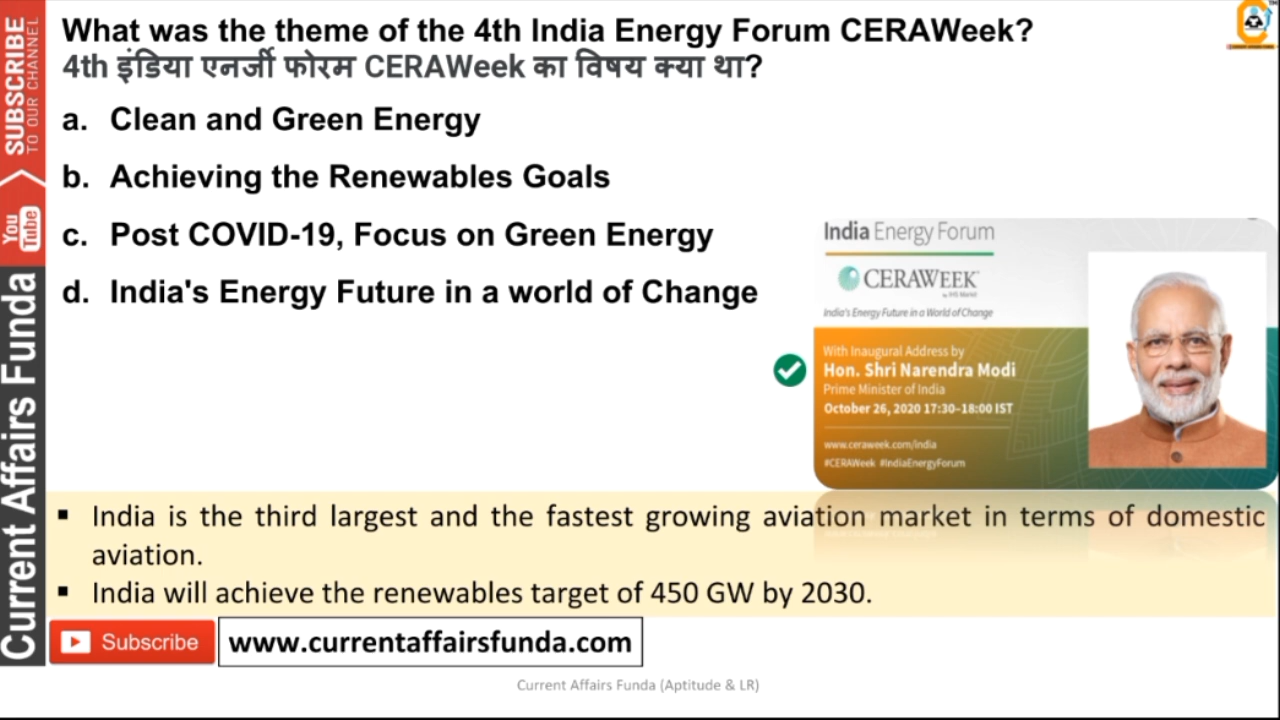 What was the theme of the 4th India Energy Forum CERAWeek?
4th इंडिया एनर्जी फोरम CERAWeek का विषय क्या था?
a. Clean and Green Energy
b. Achieving the Renewables Goals
c. Post COVID-19, Focus on Green Energy
d. India's Energy Future in a world of Change
India Energy Forum
CERAWEEK
by IHS Markit
India's Energy Future in a World of Change
With Inaugural Address by
Hon. Shri Narendra Modi
Prime Minister of India
October 26, 2020 17:30-18:00 IST
www.ceraweek.com/india
#CERAWeek #IndiaEnergyForum
▪ India is the third largest and the fastest growing aviation market in terms of domestic
aviation.
▪ India will achieve the renewables target of 450 GW by 2030.
Subscribe
www.currentaffairsfunda.com
Current Affairs Funda (Aptitude & LR)
SUBSCRIBE
TO OUR CHANNEL
You
Tube
Current Affairs Funda